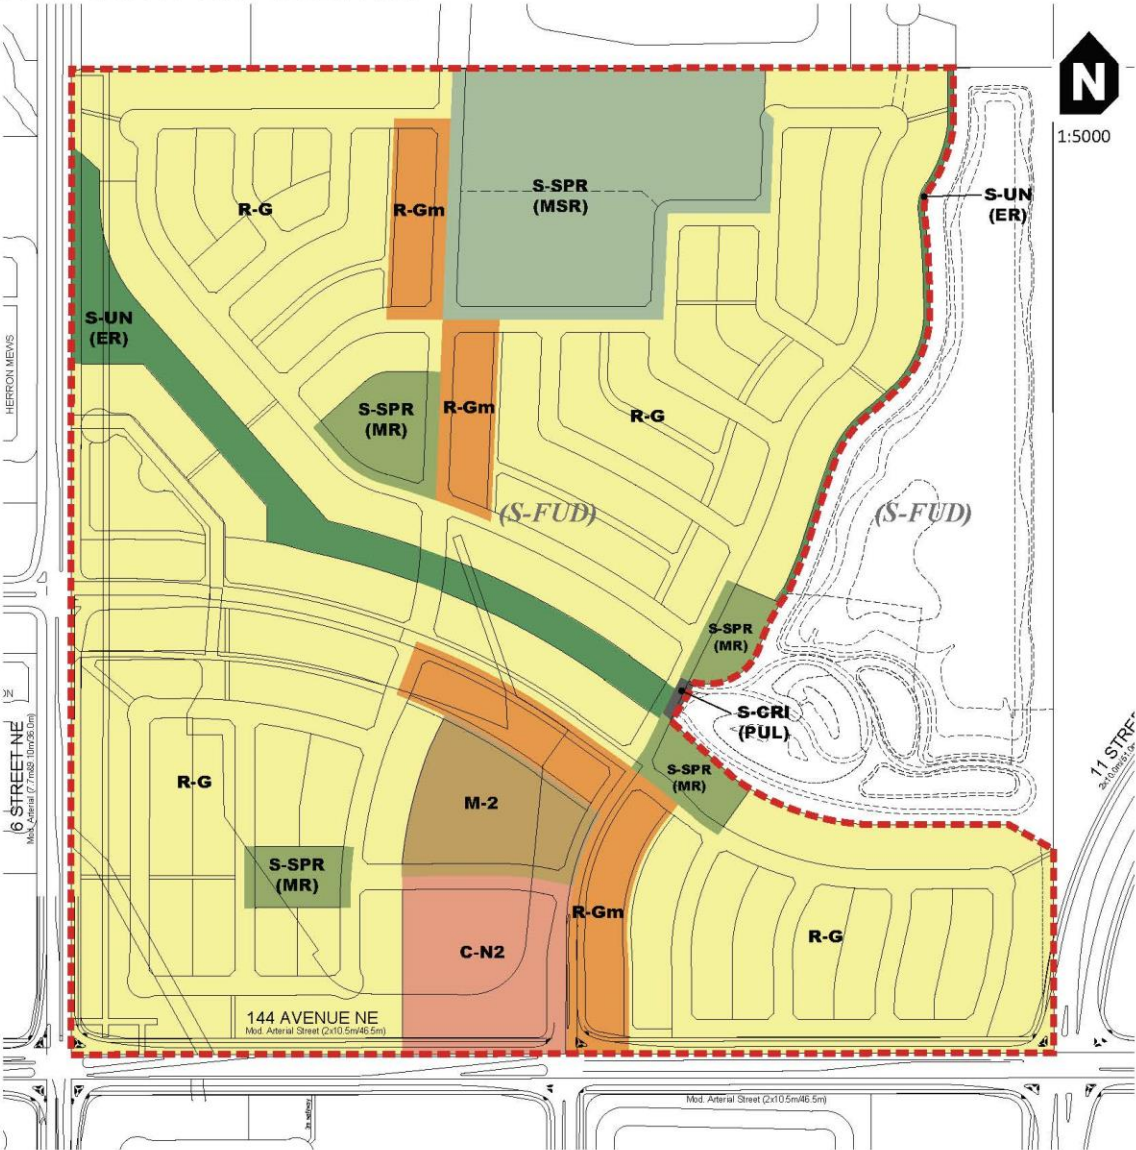 N
1:5000
S-SPR
(MSR)
S-UN
(ER)
R-G
R-Gm
S-UN
(ER)
HERRON MEWS
S-SPR
(MR)
R-Gm
R-G
(S-FUD)
(S-FUD)
S-SPR
(MR)
S-CRI
(PUL)
S-SPR
(MR)
11 STRE
R-G
M-2
6 STREET NE
S-SPR
(MR)
R-Gm
R-G
C-N2
144 AVENUE NE
Mod. Arterial Street (2x10.5m/46.5m)
Mod. Arterial Street (2x10.5m/46.5m)